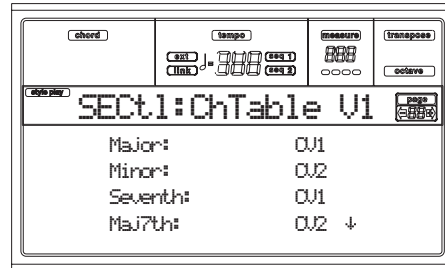 chord tempo measure transpose
ext ♩= seq 1
link seq 2
octave
style play SECtl:ChTable V1 page
Major: CV1
Minor: CV2
Seventh: CV1
Maj7th: CV2 ↓